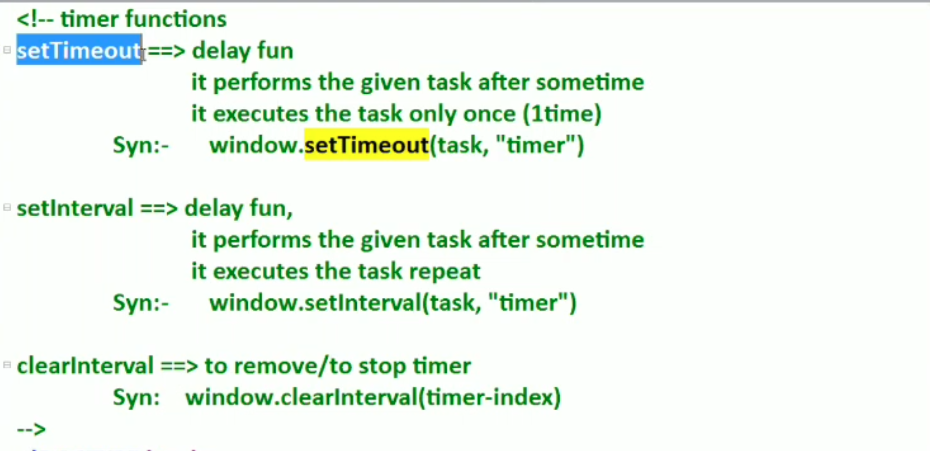 <!-- timer functions
setTimeout ==> delay fun
it performs the given task after sometime
it executes the task only once (1time)
Syn:- window.setTimeout(task, "timer")
setInterval ==> delay fun,
it performs the given task after sometime
it executes the task repeat
Syn:- window.setInterval(task, "timer")
clearInterval ==> to remove/to stop timer
Syn: window.clearInterval(timer-index)
-->